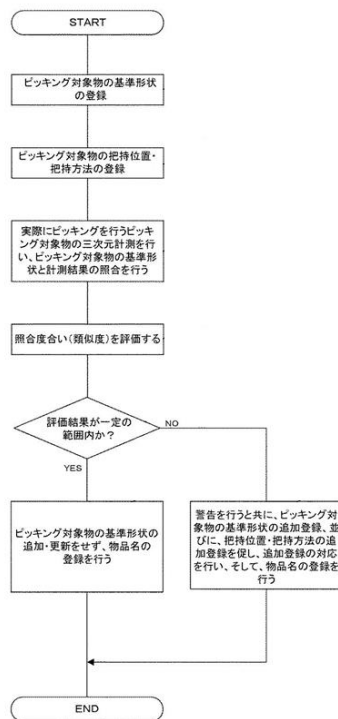 START
ピッキング対象物の基準形状
の登録
ピッキング対象物の把持位置・
把持方法の登録
実際にピッキングを行うピッキ
ング対象物の三次元計測を行
い、ピッキング対象物の基準形
状と計測結果の照合を行う
照合度合い(類似度)を評価する
評価結果が一定の
範囲内か?
NO
YES
ピッキング対象物の基準形状の
追加・更新をせず、物品名の
登録を行う
警告を行うと共に、ピッキング対
象物の基準形状の追加登録、並
びに、把持位置・把持方法の追
加登録を促し、追加登録の対応
を行い、そして、物品名の登録を
行う
END